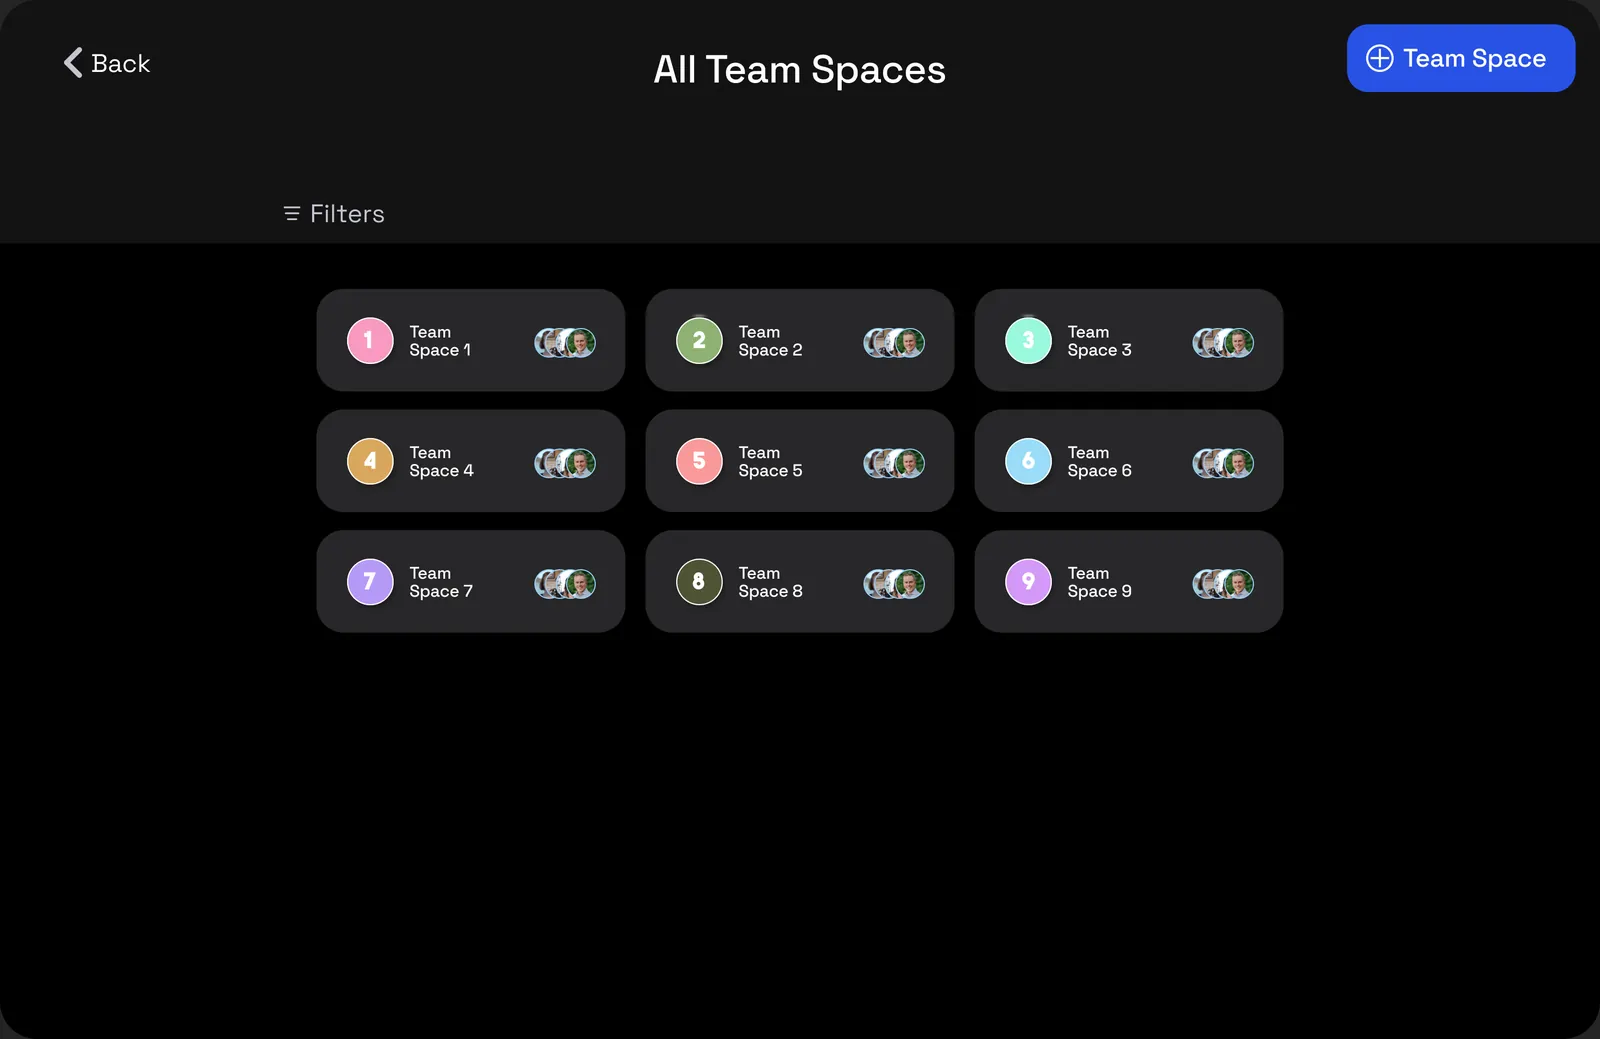 Back
All Team Spaces
Team Space
Filters
1
Team
Space 1
2
Team
Space 2
3
Team
Space 3
4
Team
Space 4
5
Team
Space 5
6
Team
Space 6
7
Team
Space 7
8
Team
Space 8
9
Team
Space 9